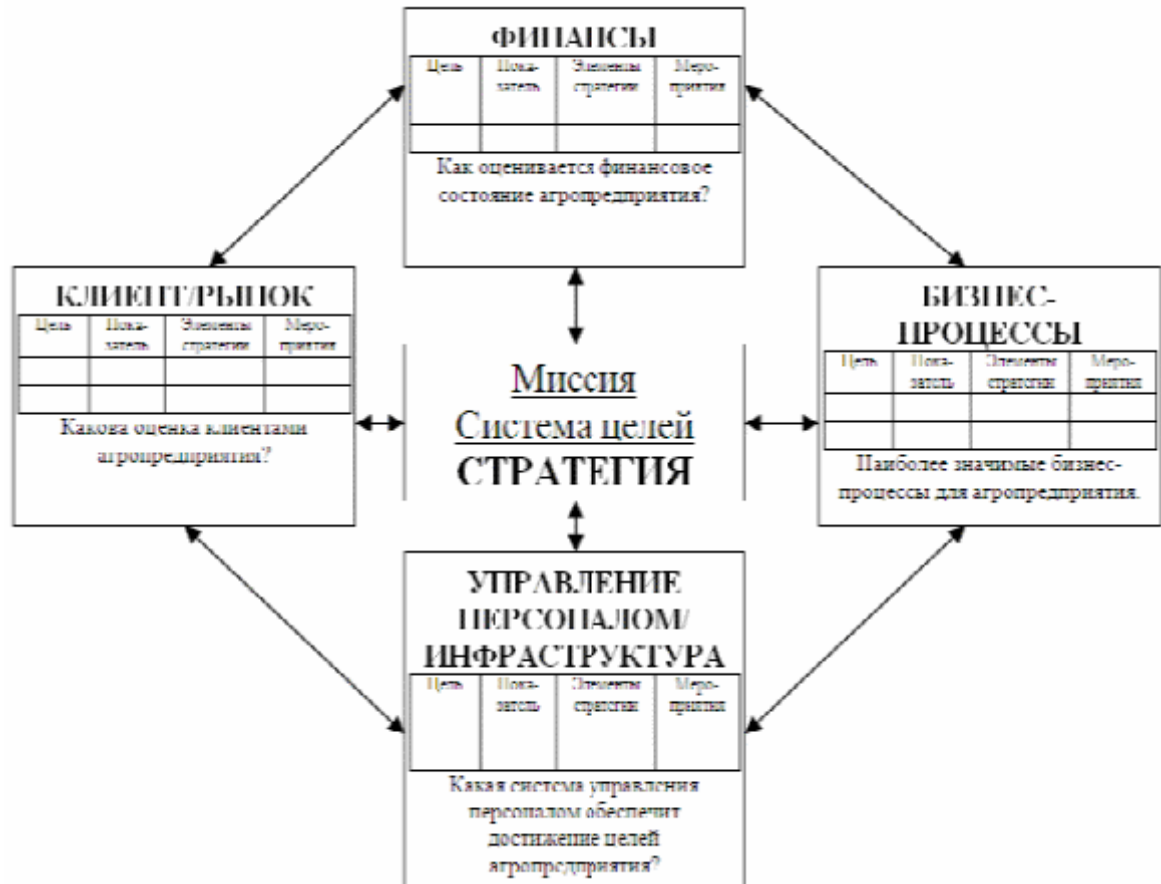 ФИНАНСЫ
Цель Пока- Элементы Меро-
затель стратегии приятия
Как оценивается финансовое
состояние агропредприятия?
КЛИЕНТ/РЫНОК
Цель Пока- Элементы Меро-
затель стратегии приятия
Какова оценка клиентами
агропредприятия?
Миссия
Система целей
СТРАТЕГИЯ
БИЗНЕС-
ПРОЦЕССЫ
Цель Пока- Элементы Меро-
затель стратегии приятия
Наиболее значимые бизнес-
процессы для агропредприятия.
УПРАВЛЕНИЕ
ПЕРСОНАЛОМ/
ИНФРАСТРУКТУРА
Цель Пока- Элементы Меро-
затель стратегии приятия
Какая система управления
персоналом обеспечит
достижение целей
агропредприятия?